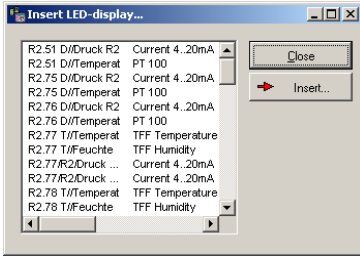 Insert LED-display...
R2.51 D//Druck R2 Current 4..20mA
R2.51 D//Temperat PT 100
R2.75 D//Druck R2 Current 4..20mA
R2.75 D//Temperat PT 100
R2.76 D//Druck R2 Current 4..20mA
R2.76 D//Temperat PT 100
R2.77 T//Temperat TFF Temperature
R2.77 T//Feuchte TFF Humidity
R2.77/R2/Druck ... Current 4..20mA
R2.77/R2/Druck ... Current 4..20mA
R2.78 T//Temperat TFF Temperature
R2.78 T//Feuchte TFF Humidity
Close
Insert...